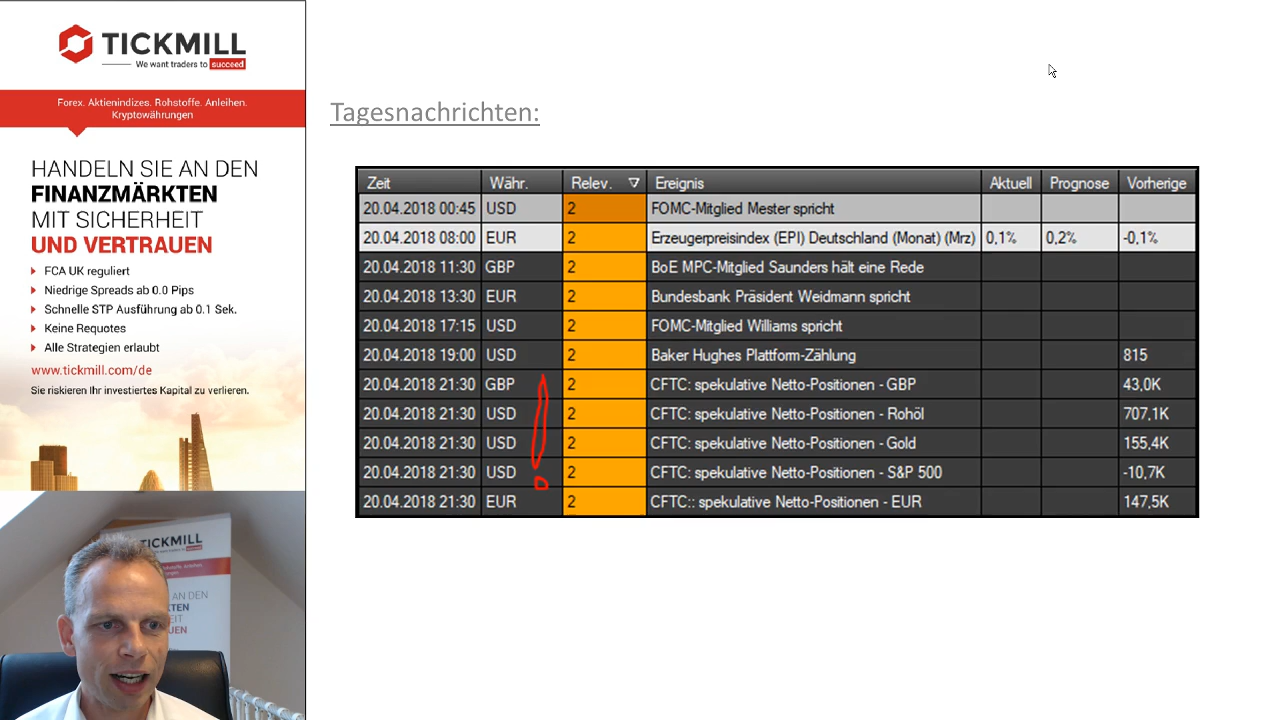 TICKMILL
We want traders to succeed
Forex. Aktienindizes. Rohstoffe. Anleihen.
Kryptowährungen
HANDELN SIE AN DEN
FINANZMÄRKTEN
MIT SICHERHEIT
UND VERTRAUEN
FCA UK reguliert
Niedrige Spreads ab 0.0 Pips
Schnelle STP Ausführung ab 0.1 Sek.
Keine Requotes
Alle Strategien erlaubt
www.tickmill.com/de
Sie riskieren Ihr investiertes Kapital zu verlieren.
Tagesnachrichten:
Zeit Währ. Relev. Ereignis Aktuell Prognose Vorherige
20.04.2018 00:45 USD 2 FOMC-Mitglied Mester spricht
20.04.2018 08:00 EUR 2 Erzeugerpreisindex (EPI) Deutschland (Monat) (Mrz) 0,1% 0,2% -0,1%
20.04.2018 11:30 GBP 2 BoE MPC-Mitglied Saunders hält eine Rede
20.04.2018 13:30 EUR 2 Bundesbank Präsident Weidmann spricht
20.04.2018 17:15 USD 2 FOMC-Mitglied Williams spricht
20.04.2018 19:00 USD 2 Baker Hughes Plattform-Zählung 815
20.04.2018 21:30 GBP 2 CFTC: spekulative Netto-Positionen - GBP 43,0K
20.04.2018 21:30 USD 2 CFTC: spekulative Netto-Positionen - Rohöl 707,1K
20.04.2018 21:30 USD 2 CFTC: spekulative Netto-Positionen - Gold 155,4K
20.04.2018 21:30 USD 2 CFTC: spekulative Netto-Positionen - S&P 500 -10,7K
20.04.2018 21:30 EUR 2 CFTC:: spekulative Netto-Positionen - EUR 147,5K
!
TICKMILL
AN DEN